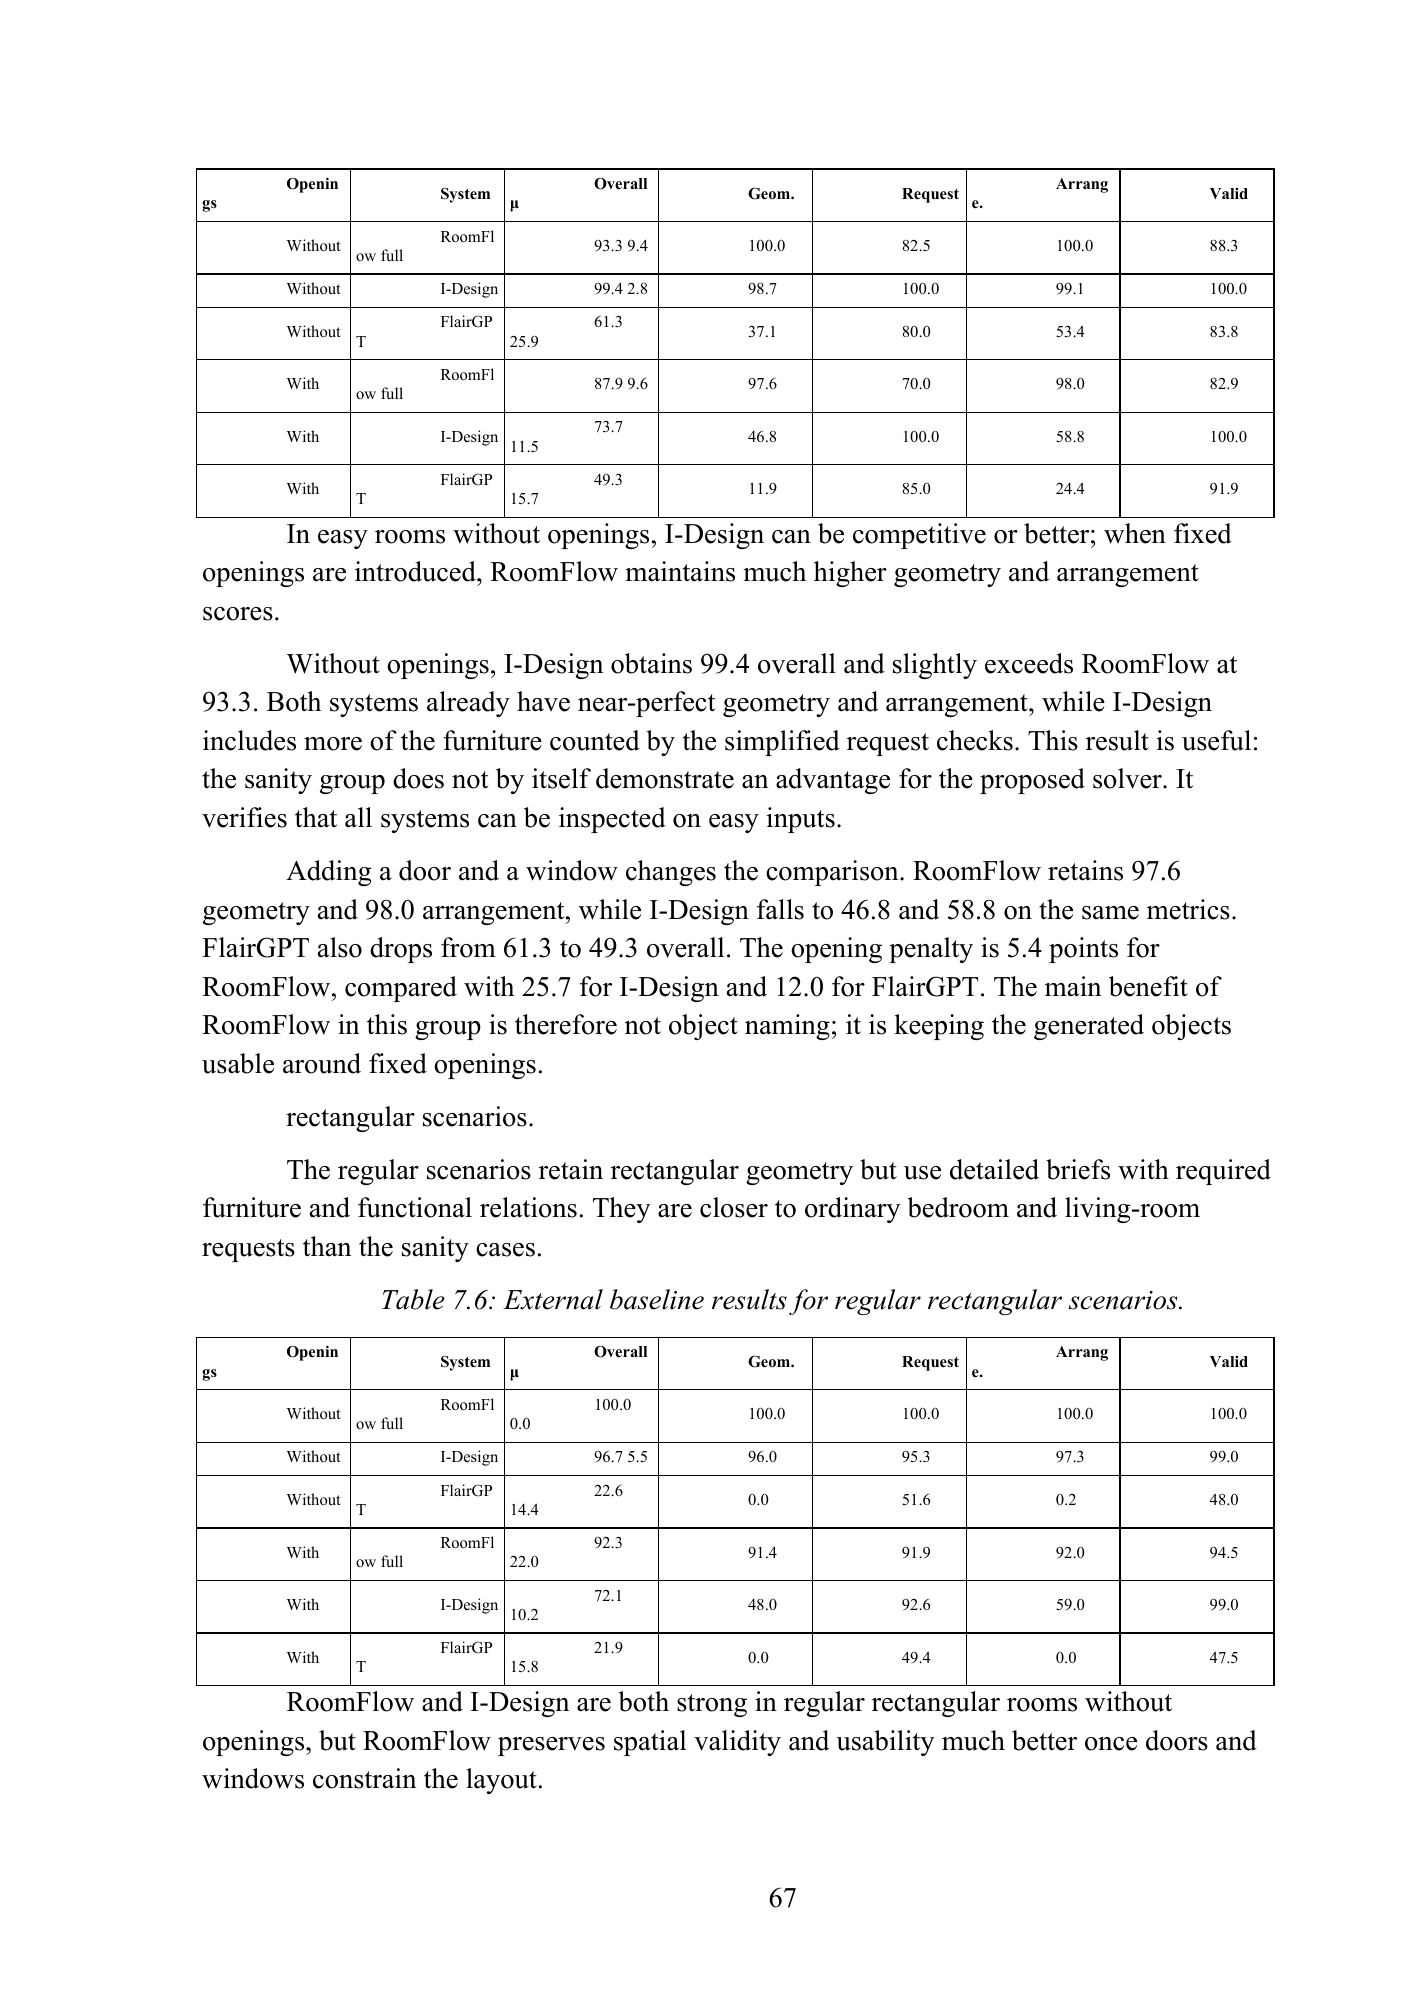 Openin gs System Overall μ Geom. Request Arrang e. Valid
Without RoomFl ow full 93.3 9.4 100.0 82.5 100.0 88.3
Without I-Design 99.4 2.8 98.7 100.0 99.1 100.0
Without FlairGP T 61.3 25.9 37.1 80.0 53.4 83.8
With RoomFl ow full 87.9 9.6 97.6 70.0 98.0 82.9
With I-Design 73.7 11.5 46.8 100.0 58.8 100.0
With FlairGP T 49.3 15.7 11.9 85.0 24.4 91.9
In easy rooms without openings, I-Design can be competitive or better; when fixed
openings are introduced, RoomFlow maintains much higher geometry and arrangement
scores.
Without openings, I-Design obtains 99.4 overall and slightly exceeds RoomFlow at
93.3. Both systems already have near-perfect geometry and arrangement, while I-Design
includes more of the furniture counted by the simplified request checks. This result is useful:
the sanity group does not by itself demonstrate an advantage for the proposed solver. It
verifies that all systems can be inspected on easy inputs.
Adding a door and a window changes the comparison. RoomFlow retains 97.6
geometry and 98.0 arrangement, while I-Design falls to 46.8 and 58.8 on the same metrics.
FlairGPT also drops from 61.3 to 49.3 overall. The opening penalty is 5.4 points for
RoomFlow, compared with 25.7 for I-Design and 12.0 for FlairGPT. The main benefit of
RoomFlow in this group is therefore not object naming; it is keeping the generated objects
usable around fixed openings.
rectangular scenarios.
The regular scenarios retain rectangular geometry but use detailed briefs with required
furniture and functional relations. They are closer to ordinary bedroom and living-room
requests than the sanity cases.
Table 7.6: External baseline results for regular rectangular scenarios.
Openin gs System Overall μ Geom. Request Arrang e. Valid
Without RoomFl ow full 100.0 0.0 100.0 100.0 100.0 100.0
Without I-Design 96.7 5.5 96.0 95.3 97.3 99.0
Without FlairGP T 22.6 14.4 0.0 51.6 0.2 48.0
With RoomFl ow full 92.3 22.0 91.4 91.9 92.0 94.5
With I-Design 72.1 10.2 48.0 92.6 59.0 99.0
With FlairGP T 21.9 15.8 0.0 49.4 0.0 47.5
RoomFlow and I-Design are both strong in regular rectangular rooms without
openings, but RoomFlow preserves spatial validity and usability much better once doors and
windows constrain the layout.
67